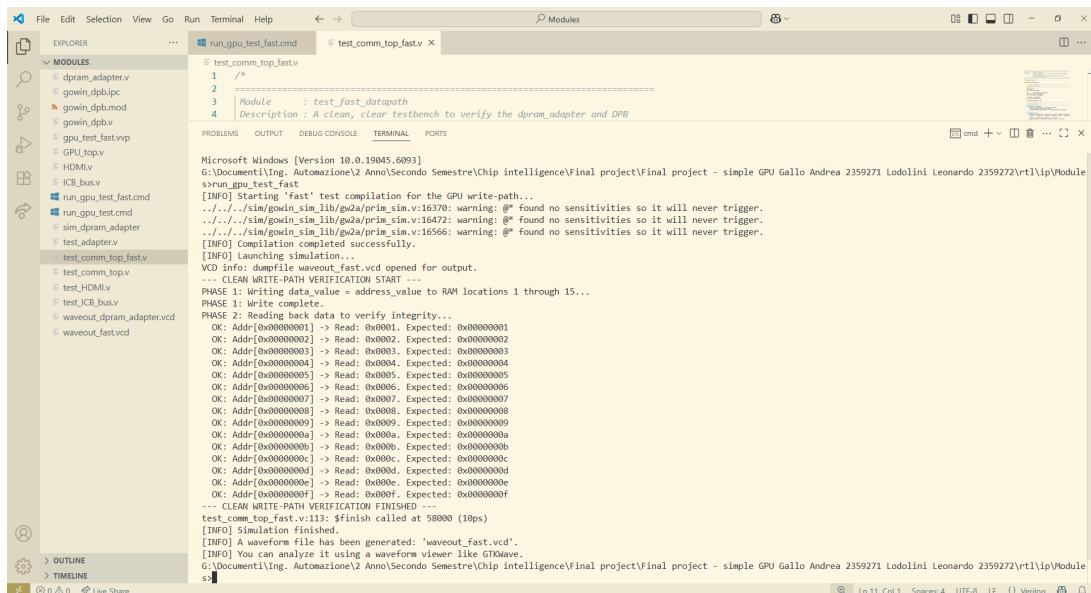 File Edit Selection View Go Run Terminal Help
Modules
EXPLORER
MODULES
dpram_adapter.v
gowin_dpb.ipc
gowin_dpb.mod
gowin_dpb.v
gpu_test_fast.vvp
GPU_top.v
HDMI.v
ICB_bus.v
run_gpu_test_fast.cmd
run_gpu_test.cmd
sim_dpram_adapter
test_adapter.v
test_comm_top_fast.v
test_comm_top.v
test_HDMI.v
test_ICB_bus.v
waveout_dpram_adapter.vcd
waveout_fast.vcd
OUTLINE
TIMELINE
run_gpu_test_fast.cmd
test_comm_top_fast.v
test_comm_top_fast.v
1 /*
2 ======================================================================
3 Module : test_fast_datapath
4 Description : A clean, clear testbench to verify the dpram_adapter and DPB
PROBLEMS OUTPUT DEBUG CONSOLE TERMINAL PORTS
cmd
Microsoft Windows [Version 10.0.19045.6093]
G:\Documenti\Ing. Automazione\2 Anno\Secondo Semestre\Chip intelligence\Final project\Final project - simple GPU Gallo Andrea 2359271 Lodolini Leonardo 2359272\rtl\ip\Module
s>run_gpu_test_fast
[INFO] Starting 'fast' test compilation for the GPU write-path...
../../../sim/gowin_sim_lib/gw2a/prim_sim.v:16370: warning: @* found no sensitivities so it will never trigger.
../../../sim/gowin_sim_lib/gw2a/prim_sim.v:16472: warning: @* found no sensitivities so it will never trigger.
../../../sim/gowin_sim_lib/gw2a/prim_sim.v:16566: warning: @* found no sensitivities so it will never trigger.
[INFO] Compilation completed successfully.
[INFO] Launching simulation...
VCD info: dumpfile waveout_fast.vcd opened for output.
--- CLEAN WRITE-PATH VERIFICATION START ---
PHASE 1: Writing data_value = address_value to RAM locations 1 through 15...
PHASE 1: Write complete.
PHASE 2: Reading back data to verify integrity...
OK: Addr[0x00000001] -> Read: 0x0001. Expected: 0x00000001
OK: Addr[0x00000002] -> Read: 0x0002. Expected: 0x00000002
OK: Addr[0x00000003] -> Read: 0x0003. Expected: 0x00000003
OK: Addr[0x00000004] -> Read: 0x0004. Expected: 0x00000004
OK: Addr[0x00000005] -> Read: 0x0005. Expected: 0x00000005
OK: Addr[0x00000006] -> Read: 0x0006. Expected: 0x00000006
OK: Addr[0x00000007] -> Read: 0x0007. Expected: 0x00000007
OK: Addr[0x00000008] -> Read: 0x0008. Expected: 0x00000008
OK: Addr[0x00000009] -> Read: 0x0009. Expected: 0x00000009
OK: Addr[0x0000000a] -> Read: 0x000a. Expected: 0x0000000a
OK: Addr[0x0000000b] -> Read: 0x000b. Expected: 0x0000000b
OK: Addr[0x0000000c] -> Read: 0x000c. Expected: 0x0000000c
OK: Addr[0x0000000d] -> Read: 0x000d. Expected: 0x0000000d
OK: Addr[0x0000000e] -> Read: 0x000e. Expected: 0x0000000e
OK: Addr[0x0000000f] -> Read: 0x000f. Expected: 0x0000000f
--- CLEAN WRITE-PATH VERIFICATION FINISHED ---
test_comm_top_fast.v:113: $finish called at 58000 (10ps)
[INFO] Simulation finished.
[INFO] A waveform file has been generated: 'waveout_fast.vcd'.
[INFO] You can analyze it using a waveform viewer like GTKWave.
G:\Documenti\Ing. Automazione\2 Anno\Secondo Semestre\Chip intelligence\Final project\Final project - simple GPU Gallo Andrea 2359271 Lodolini Leonardo 2359272\rtl\ip\Module
s>
0 0 Live Share
Ln 11, Col 1 Spaces: 4 UTF-8 LF {} Verilog